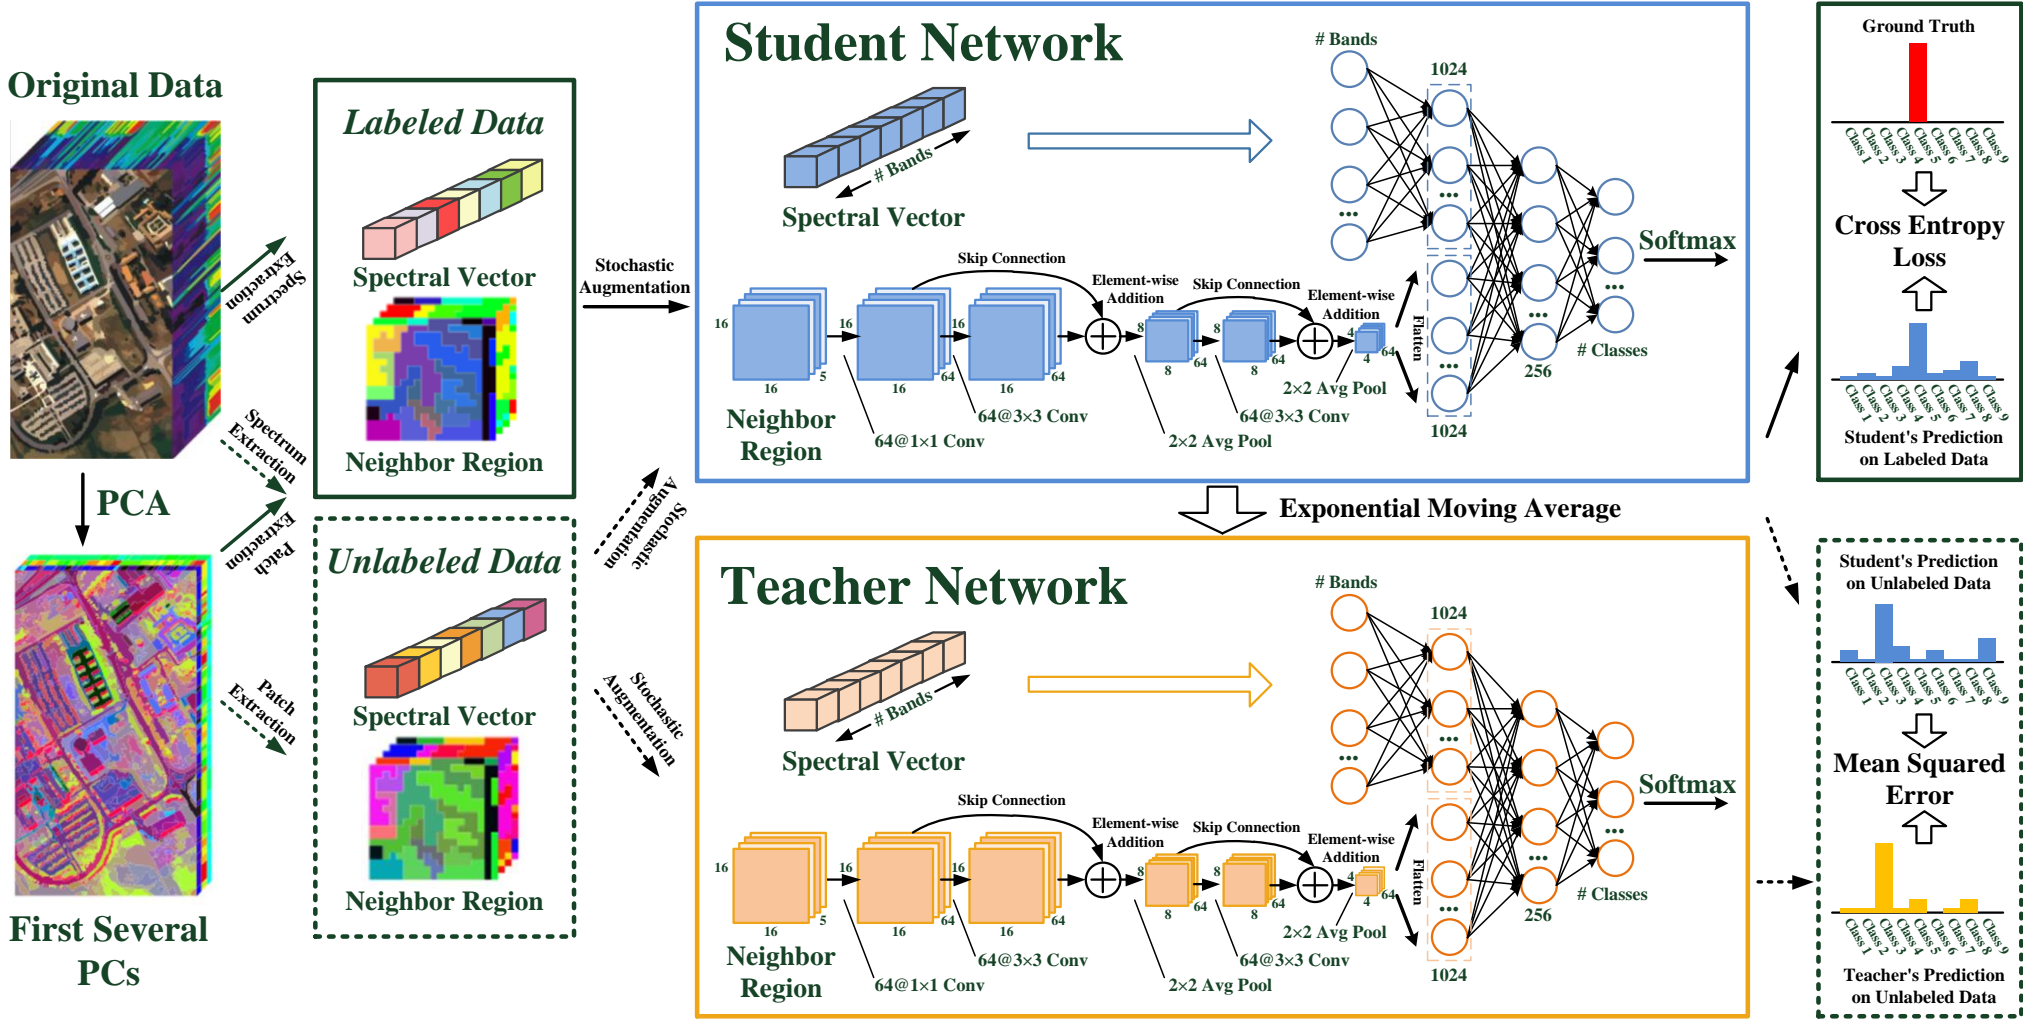 Original Data
PCA
First Several
PCs
Spectrum
Extraction
Spectrum
Extraction
Patch
Extraction
Patch
Extraction
Labeled Data
Spectral Vector
Neighbor Region
Unlabeled Data
Spectral Vector
Neighbor Region
Stochastic
Augmentation
Stochastic
Augmentation
Stochastic
Augmentation
Student Network
# Bands
Spectral Vector
Skip Connection
Element-wise
Addition
Skip Connection
Element-wise
Addition
16
16
5
16
16
64
16
16
64
8
8
64
8
8
64
4
4
64
Neighbor
Region
64@1×1 Conv
64@3×3 Conv
2×2 Avg Pool
64@3×3 Conv
2×2 Avg Pool
Flatten
# Bands
1024
...
...
...
1024
...
256
...
# Classes
Softmax
Exponential Moving Average
Teacher Network
# Bands
Spectral Vector
Skip Connection
Element-wise
Addition
Skip Connection
Element-wise
Addition
16
16
5
16
16
64
16
16
64
8
8
64
8
8
64
4
4
64
Neighbor
Region
64@1×1 Conv
64@3×3 Conv
2×2 Avg Pool
64@3×3 Conv
2×2 Avg Pool
Flatten
# Bands
1024
...
...
...
1024
...
256
...
# Classes
Softmax
Ground Truth
Class 1
Class 2
Class 3
Class 4
Class 5
Class 6
Class 7
Class 8
Class 9
Cross Entropy
Loss
Class 1
Class 2
Class 3
Class 4
Class 5
Class 6
Class 7
Class 8
Class 9
Student's Prediction
on Labeled Data
Student's Prediction
on Unlabeled Data
Class 1
Class 2
Class 3
Class 4
Class 5
Class 6
Class 7
Class 8
Class 9
Mean Squared
Error
Class 1
Class 2
Class 3
Class 4
Class 5
Class 6
Class 7
Class 8
Class 9
Teacher's Prediction
on Unlabeled Data